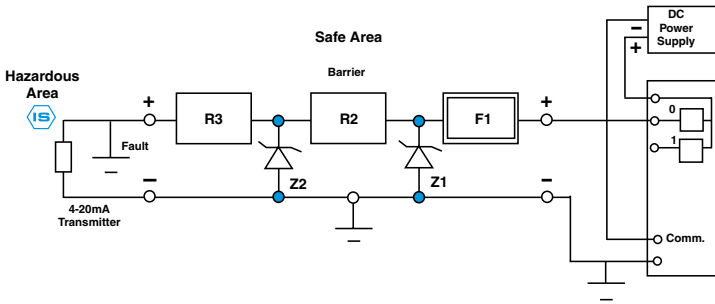 DC
Power
Supply
−
+
Safe Area
Barrier
Hazardous
Area
IS
+
R3
R2
F1
+
0
1
Fault
−
Z2
Z1
−
4-20mA
Transmitter
Comm.